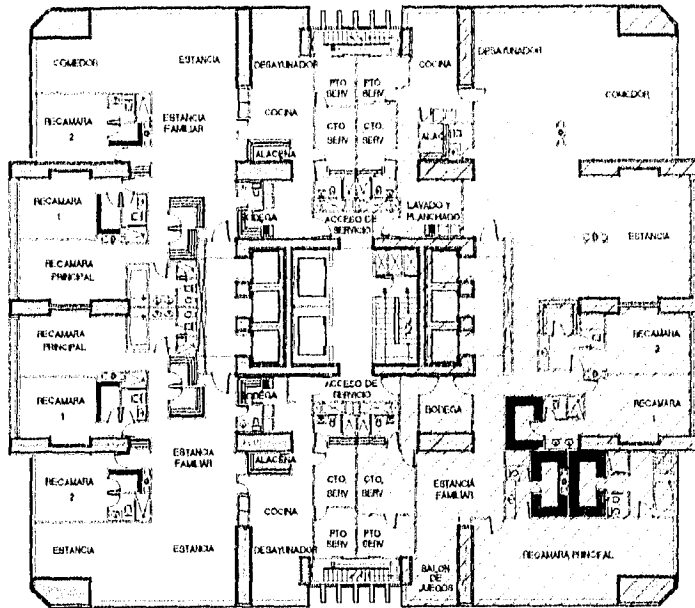 COMEDOR
ESTANCIA
DESAYUNADOR
COCINA
DESAYUNADOR
PTO SERV
PTO SERV
COMEDOR
RECAMARA 2
ESTANCIA FAMILIAR
COCINA
CTO. SERV
CTO. SERV
ALACENA
RECAMARA 1
BODEGA
ACCESO DE SERVICIO
LAVADO Y PLANCHADO
ESTANCIA
RECAMARA PRINCIPAL
RECAMARA PRINCIPAL
RECAMARA 2
RECAMARA 1
BODEGA
ACCESO DE SERVICIO
BODEGA
RECAMARA 1
ESTANCIA FAMILIAR
ALACENA
RECAMARA 2
CTO. SERV
CTO. SERV
ESTANCIA FAMILIAR
COCINA
ESTANCIA
ESTANCIA
DESAYUNADOR
PTO SERV
PTO SERV
SALON DE JUEGOS
RECAMARA PRINCIPAL